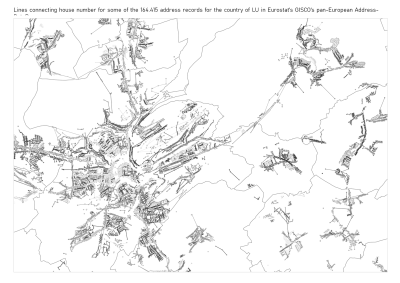 Lines connecting house number for some of the 164.415 address records for the country of LU in Eurostat's GISCO's pan-European Address-